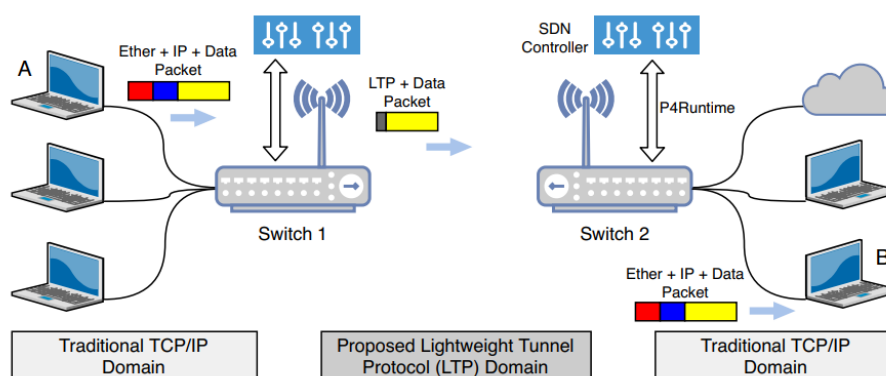 A
Ether + IP + Data
Packet
LTP + Data
Packet
SDN
Controller
P4Runtime
Switch 1
Switch 2
B
Ether + IP + Data
Packet
Traditional TCP/IP
Domain
Proposed Lightweight Tunnel
Protocol (LTP) Domain
Traditional TCP/IP
Domain